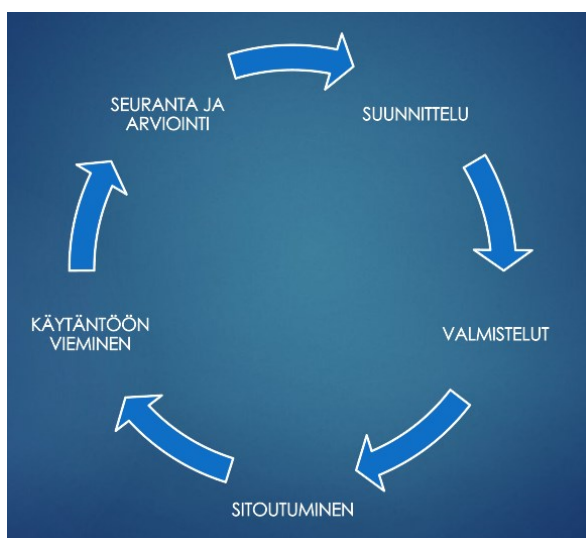 SEURANTA JA
ARVIOINTI
SUUNNITTELU
VALMISTELUT
SITOUTUMINEN
KÄYTÄNTÖÖN
VIEMINEN